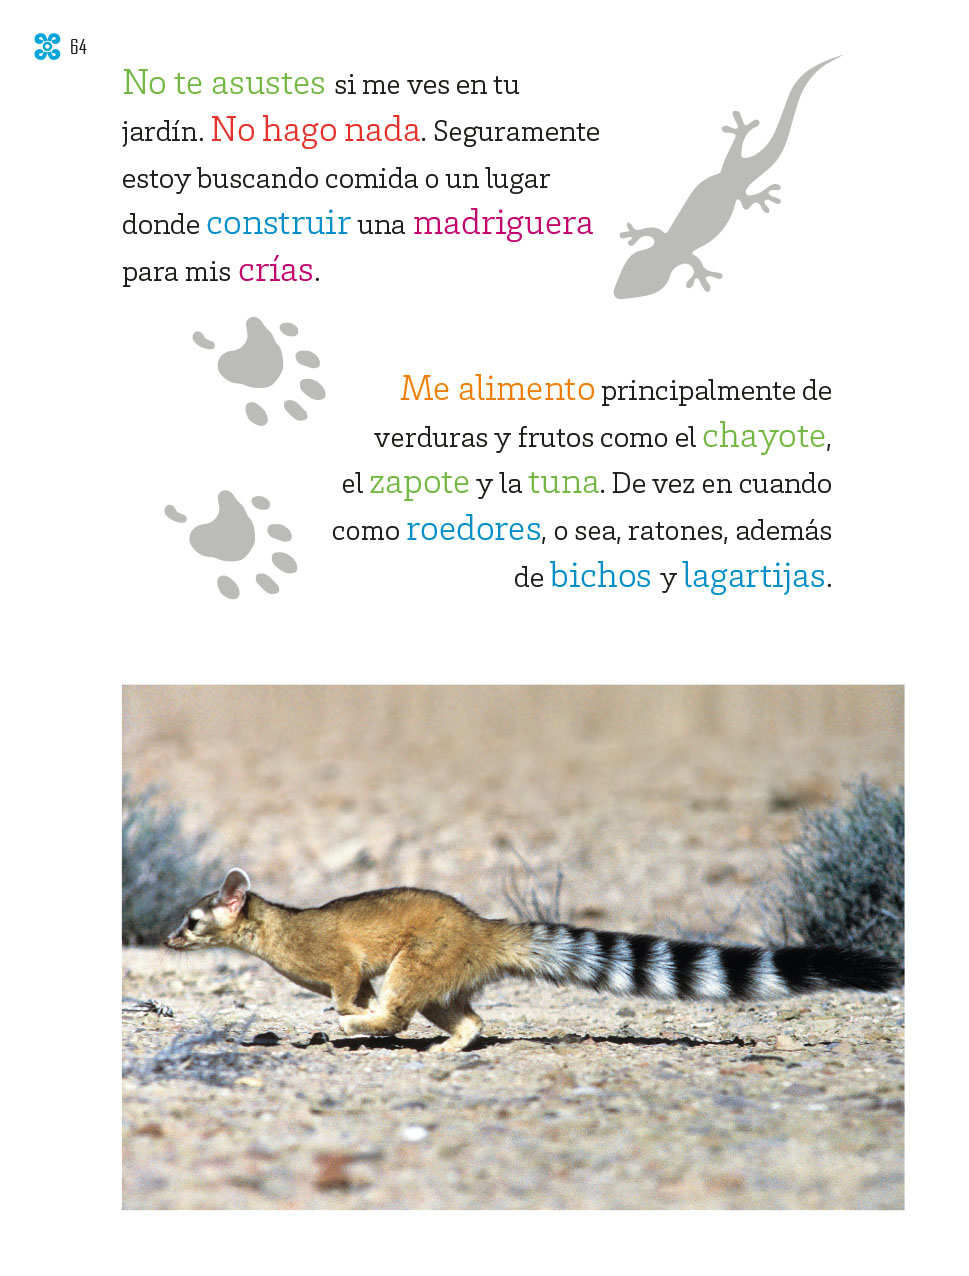 64
No te asustes si me ves en tu
jardín. No hago nada. Seguramente
estoy buscando comida o un lugar
donde construir una madriguera
para mis crías.
Me alimento principalmente de
verduras y frutos como el chayote,
el zapote y la tuna. De vez en cuando
como roedores, o sea, ratones, además
de bichos y lagartijas.